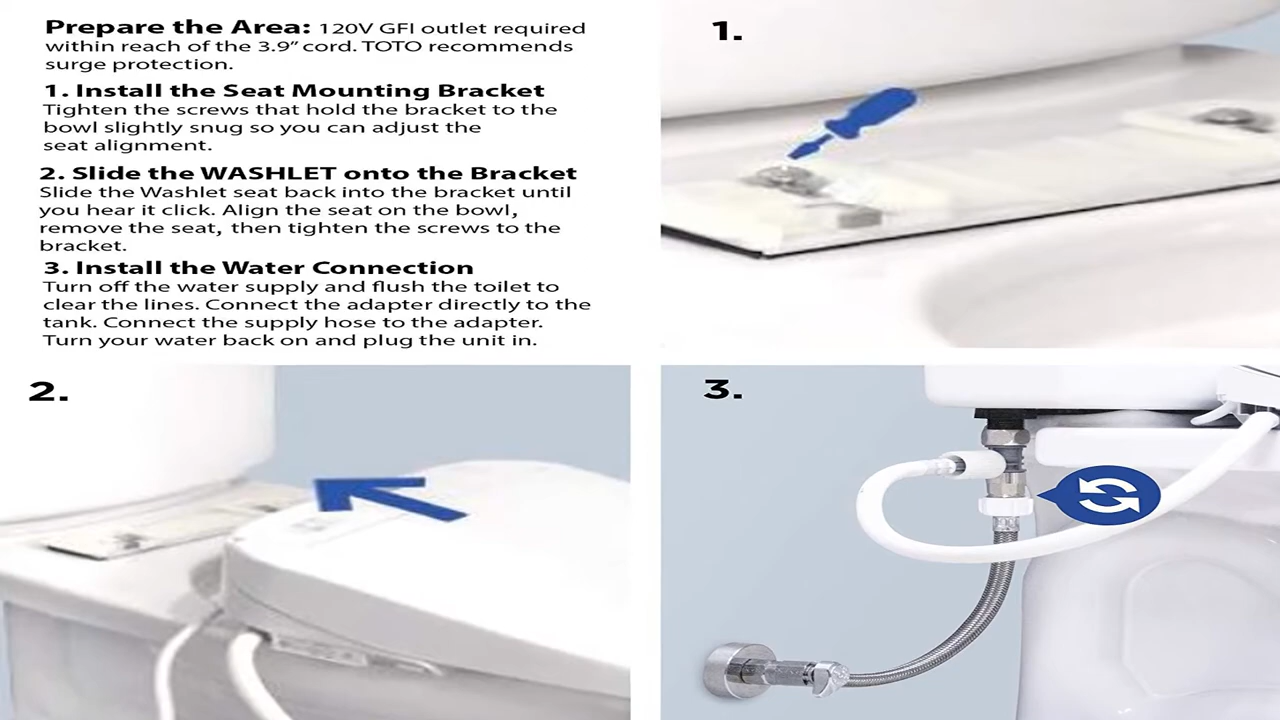 Prepare the Area: 120V GFI outlet required
within reach of the 3.9” cord. TOTO recommends
surge protection.
1. Install the Seat Mounting Bracket
Tighten the screws that hold the bracket to the
bowl slightly snug so you can adjust the
seat alignment.
2. Slide the WASHLET onto the Bracket
Slide the Washlet seat back into the bracket until
you hear it click. Align the seat on the bowl,
remove the seat, then tighten the screws to the
bracket.
3. Install the Water Connection
Turn off the water supply and flush the toilet to
clear the lines. Connect the adapter directly to the
tank. Connect the supply hose to the adapter.
Turn your water back on and plug the unit in.
1.
2.
3.